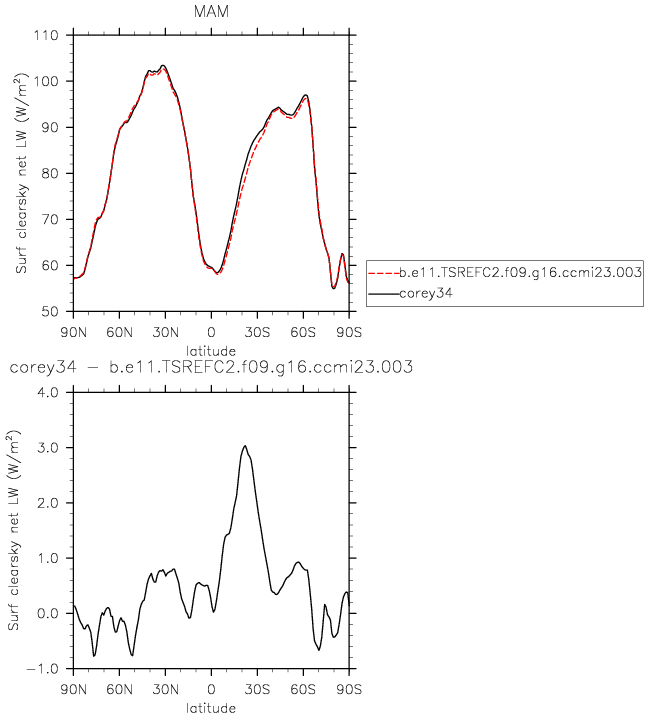 MAM
110
100
90
80
70
60
50
Surf clearsky net LW (W/m²)
90N 60N 30N 0 30S 60S 90S
latitude
b.e11.TSREFC2.f09.g16.ccmi23.003
corey34
corey34 − b.e11.TSREFC2.f09.g16.ccmi23.003
4.0
3.0
2.0
1.0
0.0
−1.0
Surf clearsky net LW (W/m²)
90N 60N 30N 0 30S 60S 90S
latitude